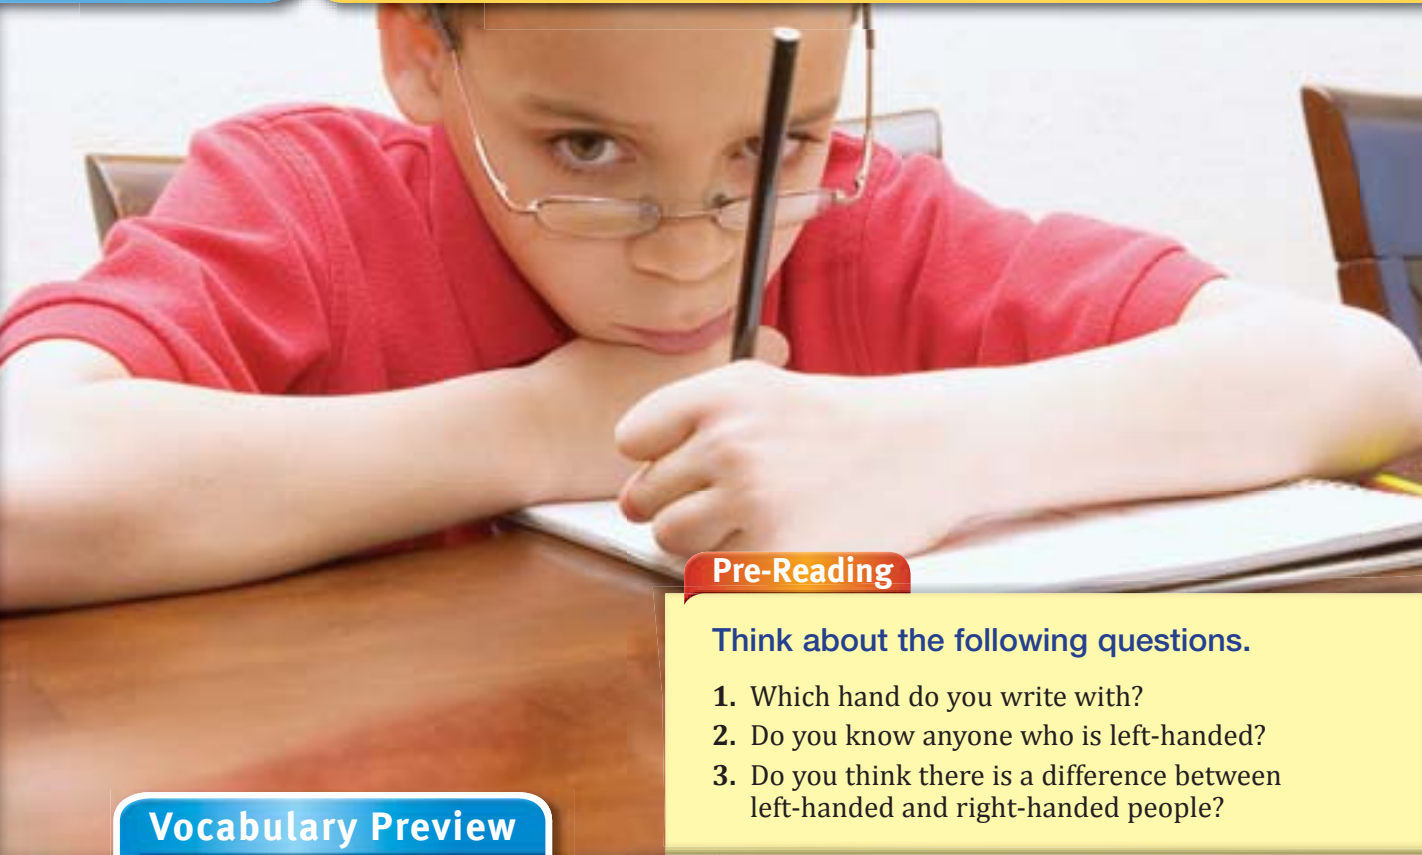 Pre-Reading
Think about the following questions.
1. Which hand do you write with?
2. Do you know anyone who is left-handed?
3. Do you think there is a difference between
left-handed and right-handed people?
Vocabulary Preview